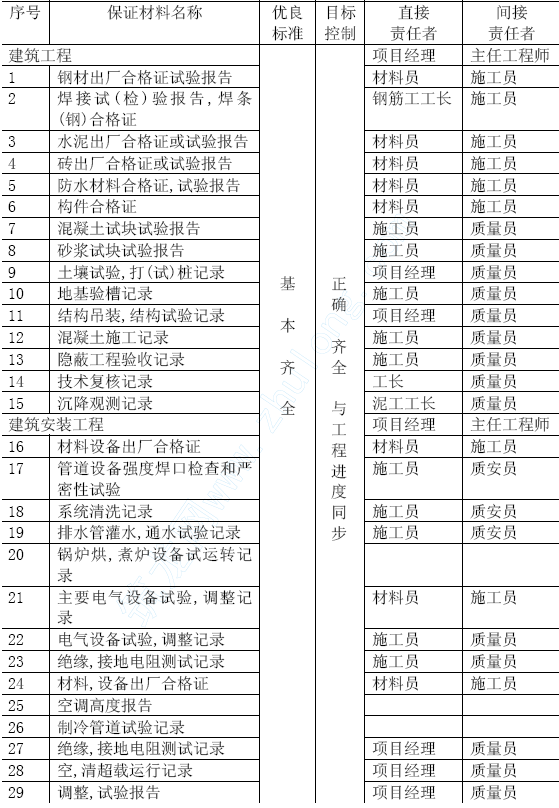 序号 保证材料名称 优良标准 目标控制 直接责任者 间接责任者
建筑工程 项目经理 主任工程师
1 钢材出厂合格证试验报告 材料员 施工员
2 焊接试(检)验报告,焊条 钢筋工工长 施工员
(钢)合格证
3 水泥出厂合格证或试验报告 材料员 施工员
4 砖出厂合格证或试验报告 材料员 施工员
5 防水材料合格证,试验报告 材料员 施工员
6 构件合格证 材料员 施工员
7 混凝土试块试验报告 施工员 质量员
8 砂浆试块试验报告 施工员 质量员
9 土壤试验,打(试)桩记录 项目经理 质量员
10 地基验槽记录 施工员 质量员
11 结构吊装,结构试验记录 项目经理 质量员
12 混凝土施工记录 施工员 质量员
13 隐蔽工程验收记录 施工员 质量员
14 技术复核记录 工长 质量员
15 沉降观测记录 泥工工长 质量员
基本齐全
正确 齐全 与工程进度同步
建筑安装工程 项目经理 主任工程师
16 材料设备出厂合格证 材料员 施工员
17 管道设备强度焊口检查和严 施工员 质安员
密性试验
18 系统清洗记录 施工员 质安员
19 排水管灌水,通水试验记录 施工员 质安员
20 锅炉烘,煮炉设备试运转记
录
21 主要电气设备试验,调整记 材料员 施工员
录
22 电气设备试验,调整记录 施工员 质量员
23 绝缘,接地电阻测试记录 施工员 质量员
24 材料,设备出厂合格证 材料员 施工员
25 空调高度报告
26 制冷管道试验记录
27 绝缘,接地电阻测试记录 项目经理 质量员
28 空,清超载运行记录 项目经理 质量员
29 调整,试验报告 项目经理 质量员